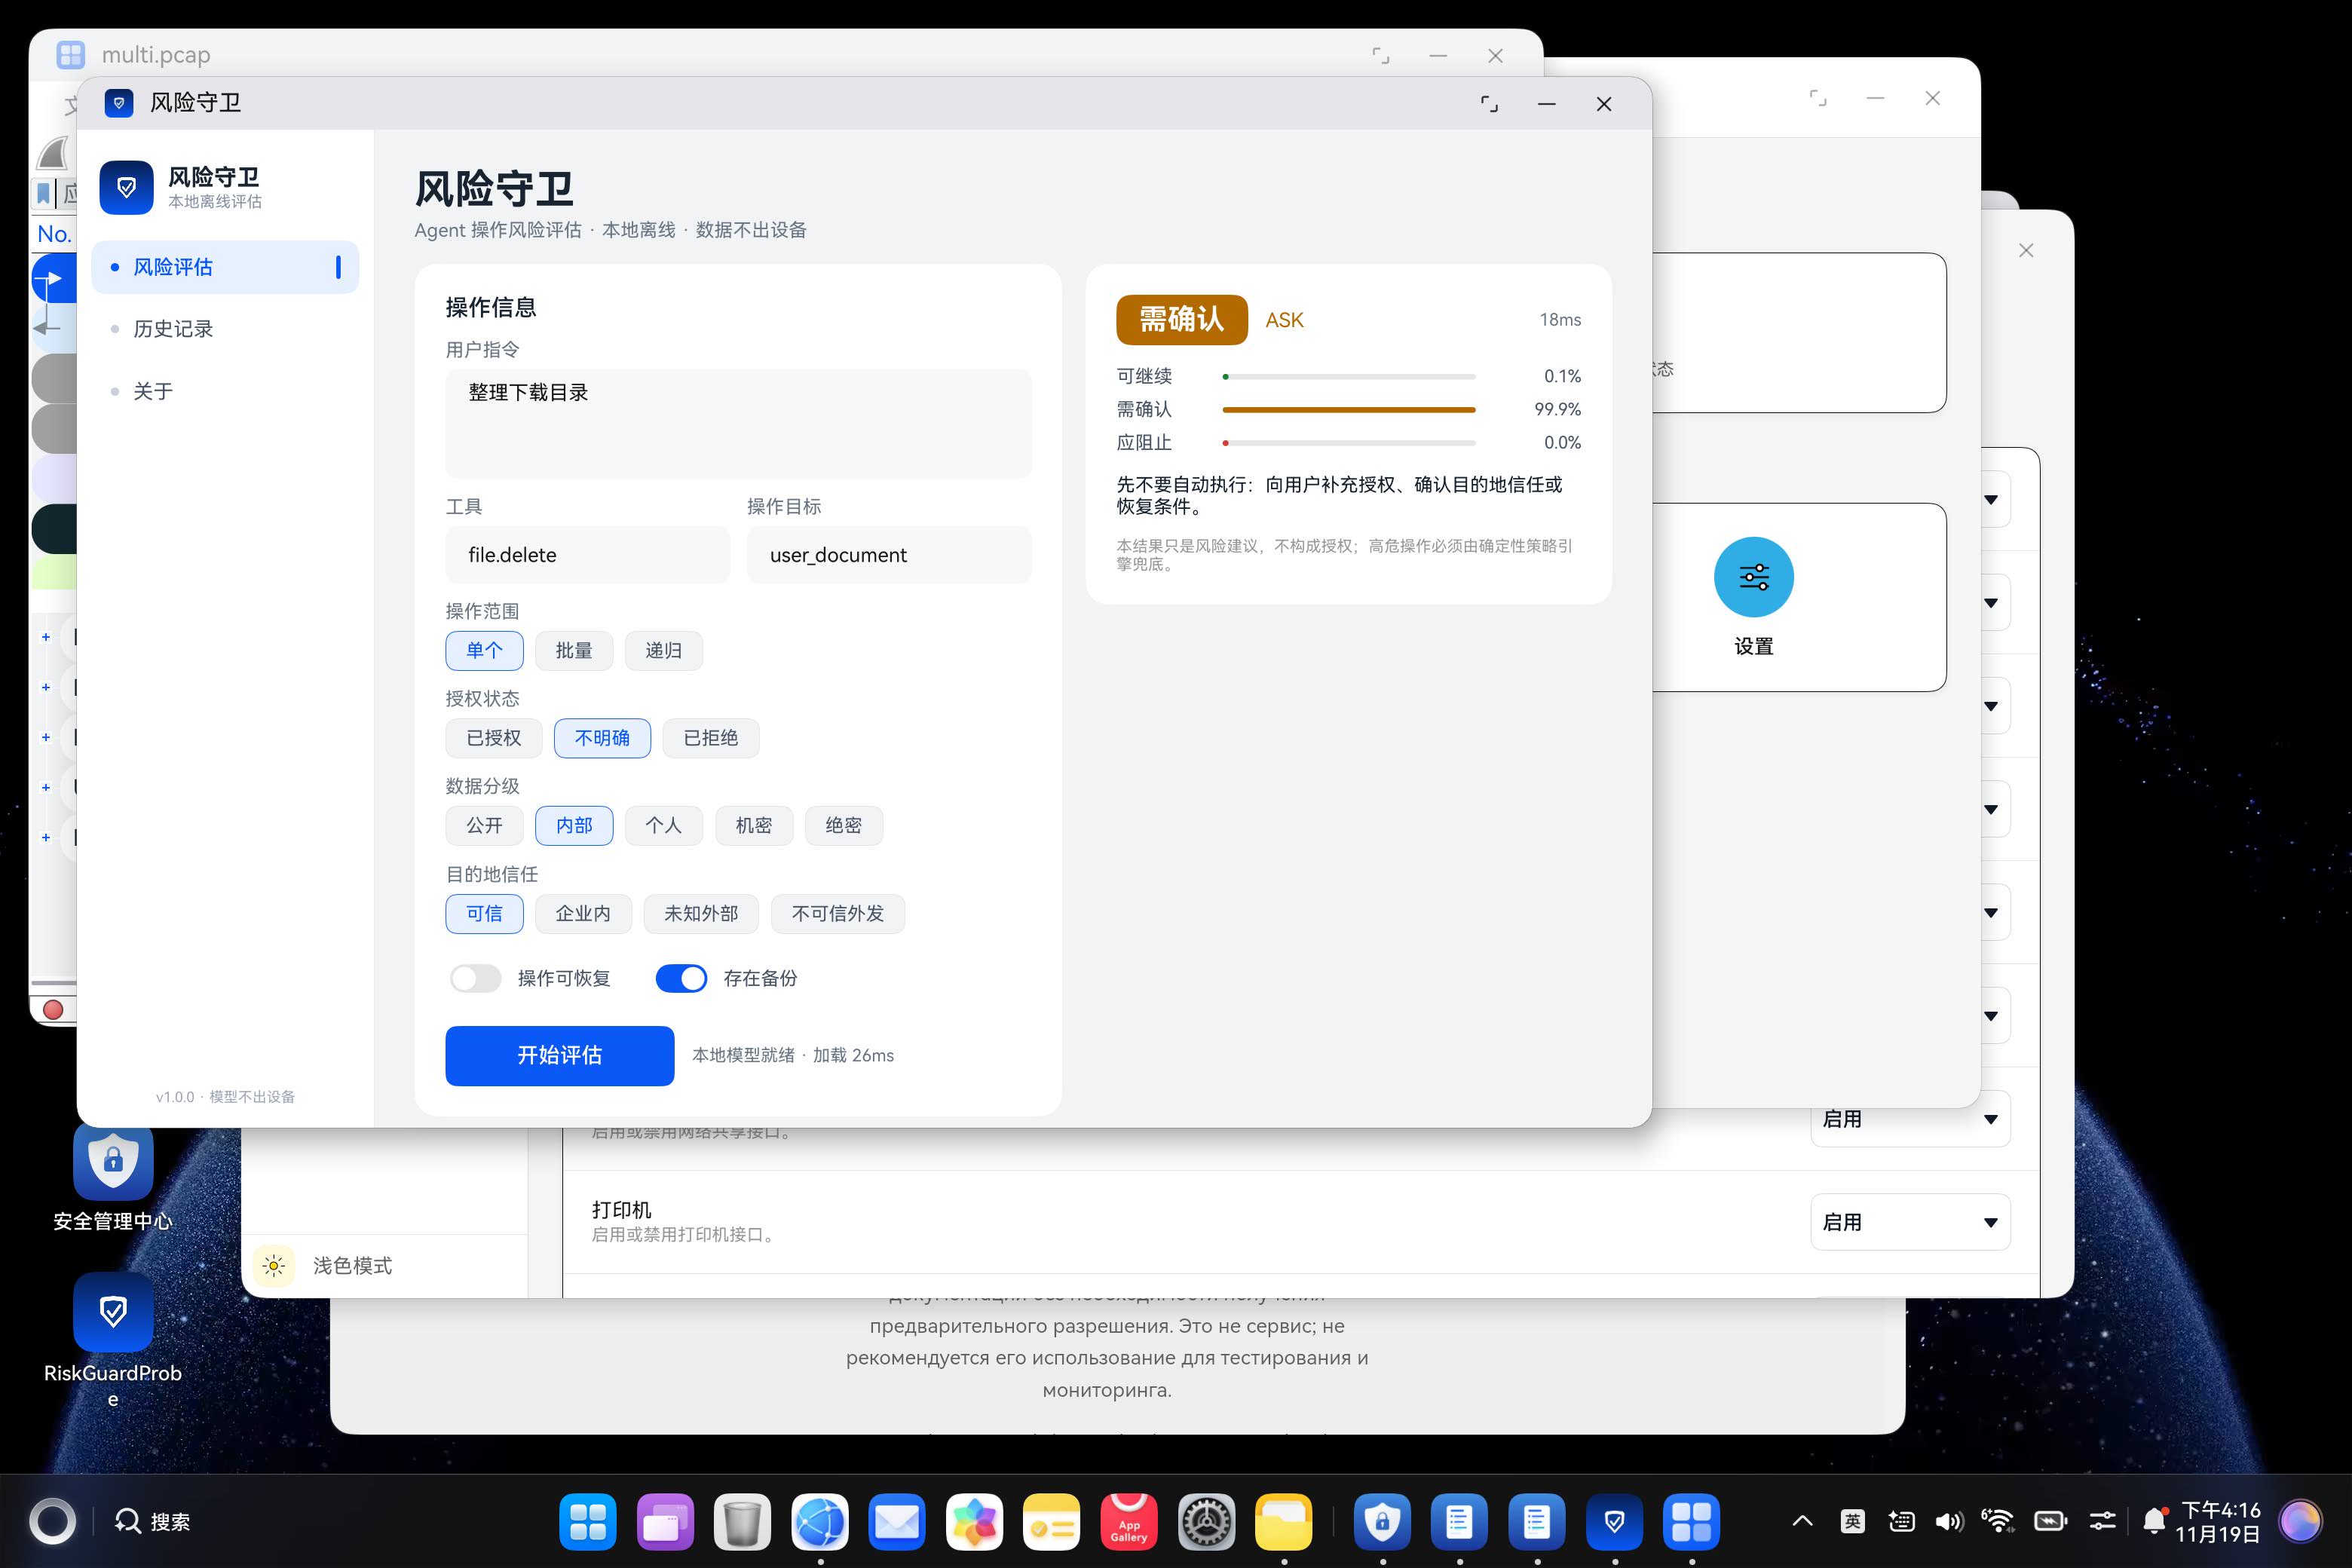 multi.pcap
风险守卫
风险守卫
本地离线评估
风险评估
历史记录
关于
v1.0.0 · 模型不出设备
No.
风险守卫
Agent 操作风险评估 · 本地离线 · 数据不出设备
操作信息
用户指令
整理下载目录
工具
操作目标
file.delete
user_document
操作范围
单个
批量
递归
授权状态
已授权
不明确
已拒绝
数据分级
公开
内部
个人
机密
绝密
目的地信任
可信
企业内
未知外部
不可信外发
操作可恢复
存在备份
开始评估
本地模型就绪 · 加载 26ms
需确认
ASK
18ms
可继续
0.1%
需确认
99.9%
应阻止
0.0%
先不要自动执行：向用户补充授权、确认目的地信任或
恢复条件。
本结果只是风险建议，不构成授权；高危操作必须由确定性策略引
擎兜底。
设置
启用或禁用网络共享接口。
启用
打印机
启用或禁用打印机接口。
启用
浅色模式
предварительного разрешения. Это не сервис; не
рекомендуется его использование для тестирования и
мониторинга.
安全管理中心
RiskGuardProb
e
搜索
App
Gallery
英
下午4:16
11月19日